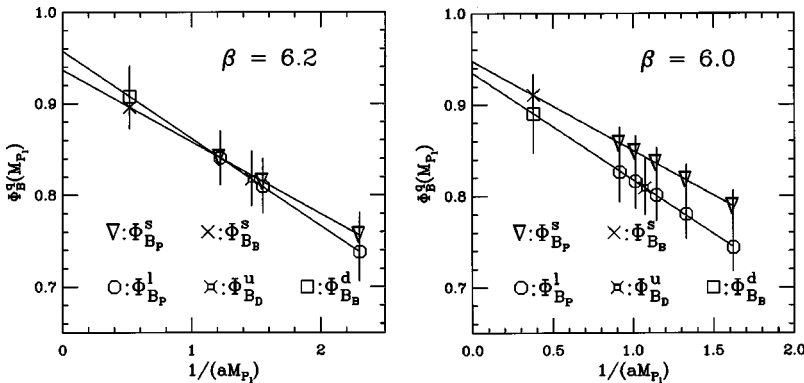 1.0
0.9
0.8
0.7
Φ_B^q(M_{P_l})
β = 6.2
▽:Φ^s_{B_P} ×:Φ^s_{B_B}
○:Φ^l_{B_P} ¤:Φ^u_{B_D} □:Φ^d_{B_B}
0 1 2
1/(aM_{P_l})
1.0
0.9
0.8
0.7
Φ_B^q(M_{P_l})
β = 6.0
▽:Φ^s_{B_P} ×:Φ^s_{B_B}
○:Φ^l_{B_P} ¤:Φ^u_{B_D} □:Φ^d_{B_B}
0.0 0.5 1.0 1.5 2.0
1/(aM_{P_l})